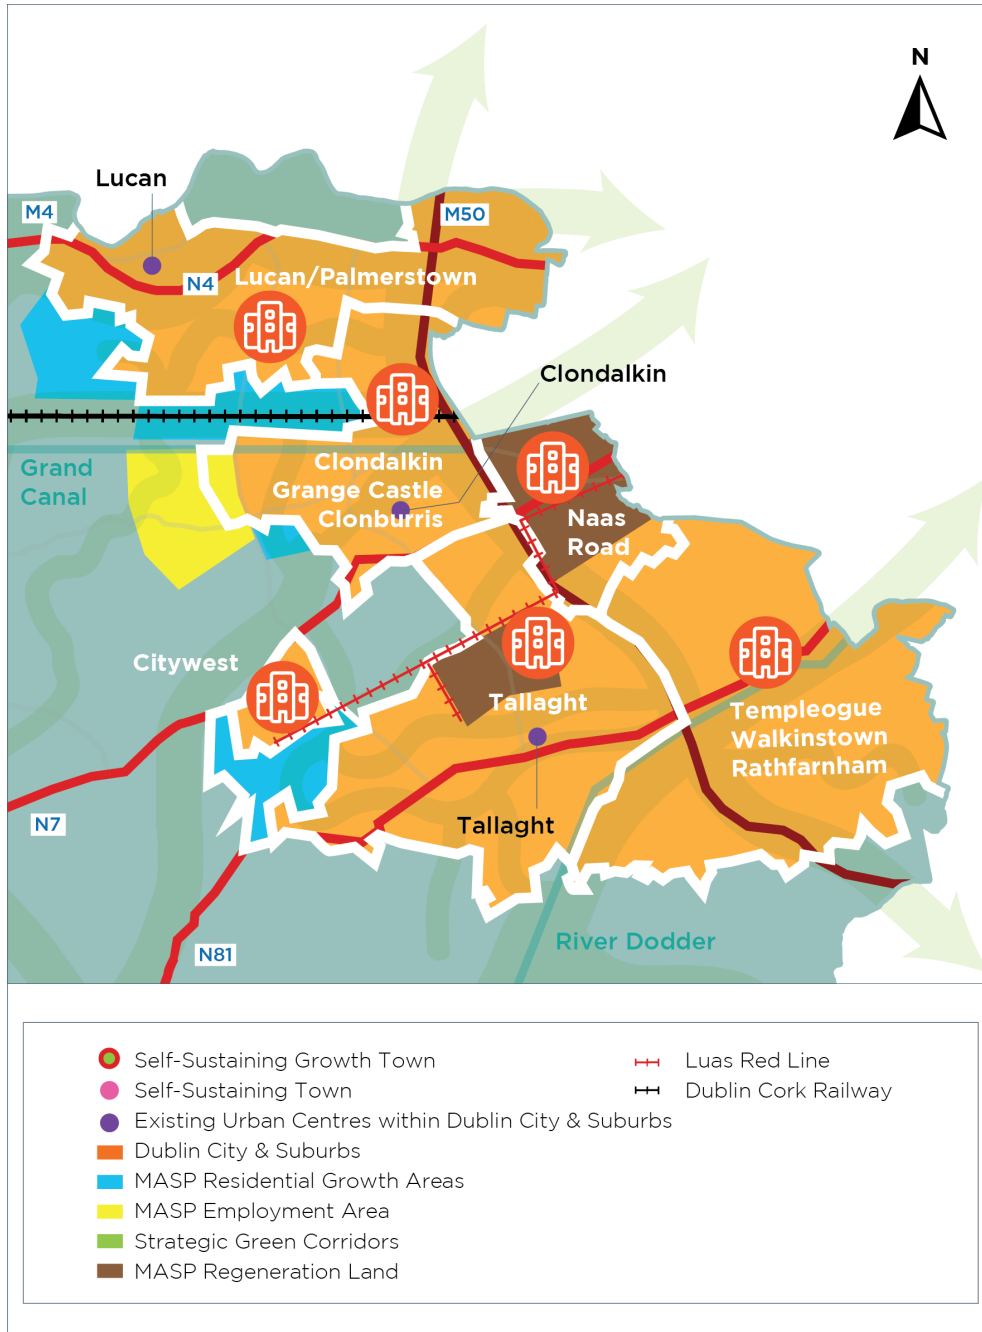 N
Lucan
M4
M50
N4
Lucan/Palmerstown
Clondalkin
Grand
Canal
Clondalkin
Grange Castle
Clonburris
Naas
Road
Citywest
Tallaght
Templeogue
Walkinstown
Rathfarnham
N7
Tallaght
N81
River Dodder
Self-Sustaining Growth Town
Self-Sustaining Town
Existing Urban Centres within Dublin City & Suburbs
Dublin City & Suburbs
MASP Residential Growth Areas
MASP Employment Area
Strategic Green Corridors
MASP Regeneration Land
Luas Red Line
Dublin Cork Railway